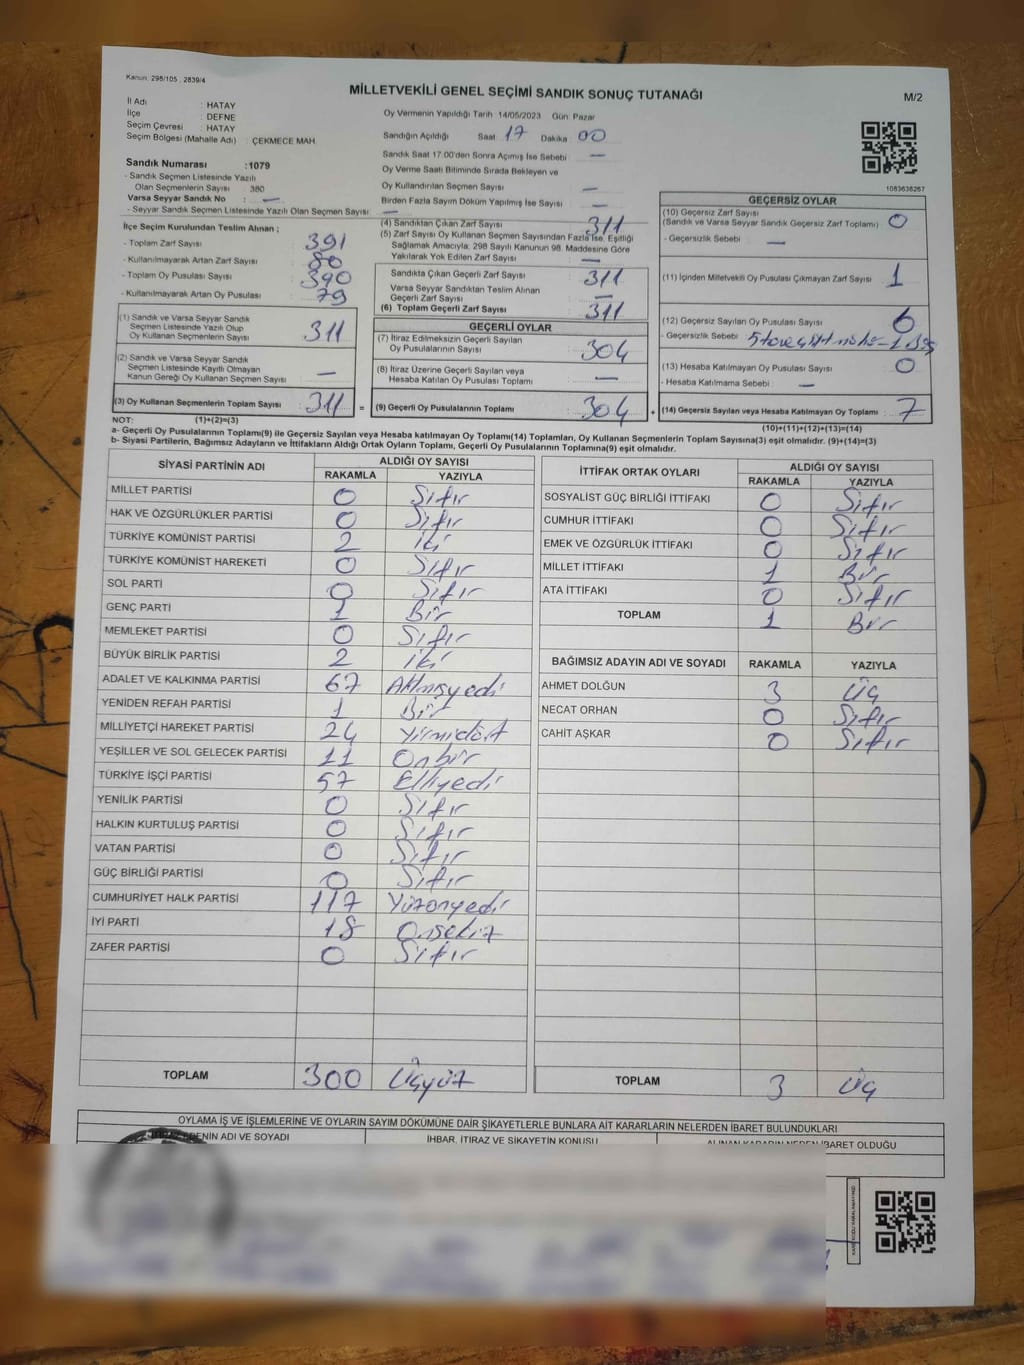 Kanun: 298/105 ; 2839/4
MİLLETVEKİLİ GENEL SEÇİMİ SANDIK SONUÇ TUTANAĞI
M/2
İl Adı : HATAY
İlçe : DEFNE
Seçim Çevresi : HATAY
Seçim Bölgesi (Mahalle Adı) : ÇEKMECE MAH.
Sandık Numarası :1079
- Sandık Seçmen Listesinde Yazılı
Olan Seçmenlerin Sayısı : 380
Varsa Seyyar Sandık No : —
- Seyyar Sandık Seçmen Listesinde Yazılı Olan Seçmen Sayısı : —
İlçe Seçim Kurulundan Teslim Alınan ;
- Toplam Zarf Sayısı : 391
- Kullanılmayarak Artan Zarf Sayısı : 80
- Toplam Oy Pusulası Sayısı : 390
- Kullanılmayarak Artan Oy Pusulası : 79
(1) Sandık ve Varsa Seyyar Sandık
Seçmen Listesinde Yazılı Olup
Oy Kullanan Seçmenlerin Sayısı : 311
(2) Sandık ve Varsa Seyyar Sandık
Seçmen Listesinde Kayıtlı Olmayan
Kanun Gereği Oy Kullanan Seçmen Sayısı : —
(3) Oy Kullanan Seçmenlerin Toplam Sayısı : 311 =
Oy Vermenin Yapıldığı Tarih 14/05/2023 Gün: Pazar
Sandığın Açıldığı Saat 17 Dakika 00
Sandık Saat 17:00'den Sonra Açımış İse Sebebi : —
Oy Verme Saati Bitiminde Sırada Bekleyen ve
Oy Kullandırılan Seçmen Sayısı : —
Birden Fazla Sayım Döküm Yapılmış İse Sayısı : —
(4) Sandıktan Çıkan Zarf Sayısı : 311
(5) Zarf Sayısı Oy Kullanan Seçmen Sayısından Fazla İse, Eşitliği
Sağlamak Amacıyla; 298 Sayılı Kanunun 98. Maddesine Göre
Yakılarak Yok Edilen Zarf Sayısı : —
Sandıkta Çıkan Geçerli Zarf Sayısı : 311
Varsa Seyyar Sandıktan Teslim Alınan
Geçerli Zarf Sayısı : —
(6) Toplam Geçerli Zarf Sayısı : 311
GEÇERLİ OYLAR
(7) İtiraz Edilmeksizin Geçerli Sayılan
Oy Pusulalarının Sayısı : 304
(8) İtiraz Üzerine Geçerli Sayılan veya
Hesaba Katılan Oy Pusulası Toplamı : —
(9) Geçerli Oy Pusulalarının Toplamı : 304 +
1083638267
GEÇERSİZ OYLAR
(10) Geçersiz Zarf Sayısı
(Sandık ve Varsa Seyyar Sandık Geçersiz Zarf Toplamı) : 0
- Geçersizlik Sebebi : —
(11) İçinden Milletvekili Oy Pusulası Çıkmayan Zarf Sayısı : 1
(12) Geçersiz Sayılan Oy Pusulası Sayısı : 6
- Geçersizlik Sebebi :
(13) Hesaba Katılmayan Oy Pusulası Sayısı : 0
- Hesaba Katılmama Sebebi : —
(14) Geçersiz Sayılan veya Hesaba Katılmayan Oy Toplamı : 7
NOT: (1)+(2)=(3)
(10)+(11)+(12)+(13)=(14)
a- Geçerli Oy Pusulalarının Toplamı(9) ile Geçersiz Sayılan veya Hesaba katılmayan Oy Toplamı(14) Toplamları, Oy Kullanan Seçmenlerin Toplam Sayısına(3) eşit olmalıdır. (9)+(14)=(3)
b- Siyasi Partilerin, Bağımsız Adayların ve İttifakların Aldığı Ortak Oyların Toplamı, Geçerli Oy Pusulalarının Toplamına(9) eşit olmalıdır.
SİYASİ PARTİNİN ADI ALDIĞI OY SAYISI
RAKAMLA YAZIYLA
MİLLET PARTİSİ 0 Sıfır
HAK VE ÖZGÜRLÜKLER PARTİSİ 0 Sıfır
TÜRKİYE KOMÜNİST PARTİSİ 2 iki
TÜRKİYE KOMÜNİST HAREKETİ 0 Sıfır
SOL PARTİ 0 Sıfır
GENÇ PARTİ 1 Bir
MEMLEKET PARTİSİ 0 Sıfır
BÜYÜK BİRLİK PARTİSİ 2 iki
ADALET VE KALKINMA PARTİSİ 67 Altmışyedi
YENİDEN REFAH PARTİSİ 1 Bir
MİLLİYETÇİ HAREKET PARTİSİ 24 Yirmidört
YEŞİLLER VE SOL GELECEK PARTİSİ 11 Onbir
TÜRKİYE İŞÇİ PARTİSİ 57 Elliyedi
YENİLİK PARTİSİ 0 Sıfır
HALKIN KURTULUŞ PARTİSİ 0 Sıfır
VATAN PARTİSİ 0 Sıfır
GÜÇ BİRLİĞİ PARTİSİ 0 Sıfır
CUMHURİYET HALK PARTİSİ 117 Yüzonyedi
İYİ PARTİ 18 Onsekiz
ZAFER PARTİSİ 0 Sıfır
TOPLAM 300 Üçyüz
İTTİFAK ORTAK OYLARI ALDIĞI OY SAYISI
RAKAMLA YAZIYLA
SOSYALİST GÜÇ BİRLİĞİ İTTİFAKI 0 Sıfır
CUMHUR İTTİFAKI 0 Sıfır
EMEK VE ÖZGÜRLÜK İTTİFAKI 0 Sıfır
MİLLET İTTİFAKI 1 Bir
ATA İTTİFAKI 0 Sıfır
TOPLAM 1 Bir
BAĞIMSIZ ADAYIN ADI VE SOYADI RAKAMLA YAZIYLA
AHMET DOLĞUN 3 Üç
NECAT ORHAN 0 Sıfır
CAHİT AŞKAR 0 Sıfır
TOPLAM 3 Üç
OYLAMA İŞ VE İŞLEMLERİNE VE OYLARIN SAYIM DÖKÜMÜNE DAİR ŞİKAYETLERLE BUNLARA AİT KARARLARIN NELERDEN İBARET BULUNDUKLARI
EDENİN ADI VE SOYADI İHBAR, İTİRAZ VE ŞİKAYETİN KONUSU ALINAN KARARIN NEDEN İBARET OLDUĞU